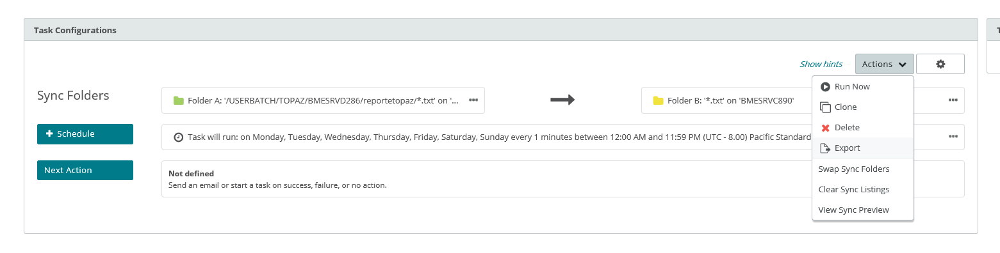 Task Configurations
Show hints
Actions
Run Now
Clone
Delete
Export
Swap Sync Folders
Clear Sync Listings
View Sync Preview
Sync Folders
Folder A: '/USERBATCH/TOPAZ/BMESRVD286/reportetopaz/*.txt' on '...
Folder B: '*.txt' on 'BMESRVC890'
Schedule
Task will run: on Monday, Tuesday, Wednesday, Thursday, Friday, Saturday, Sunday every 1 minutes between 12:00 AM and 11:59 PM (UTC - 8.00) Pacific Standard
Next Action
Not defined
Send an email or start a task on success, failure, or no action.